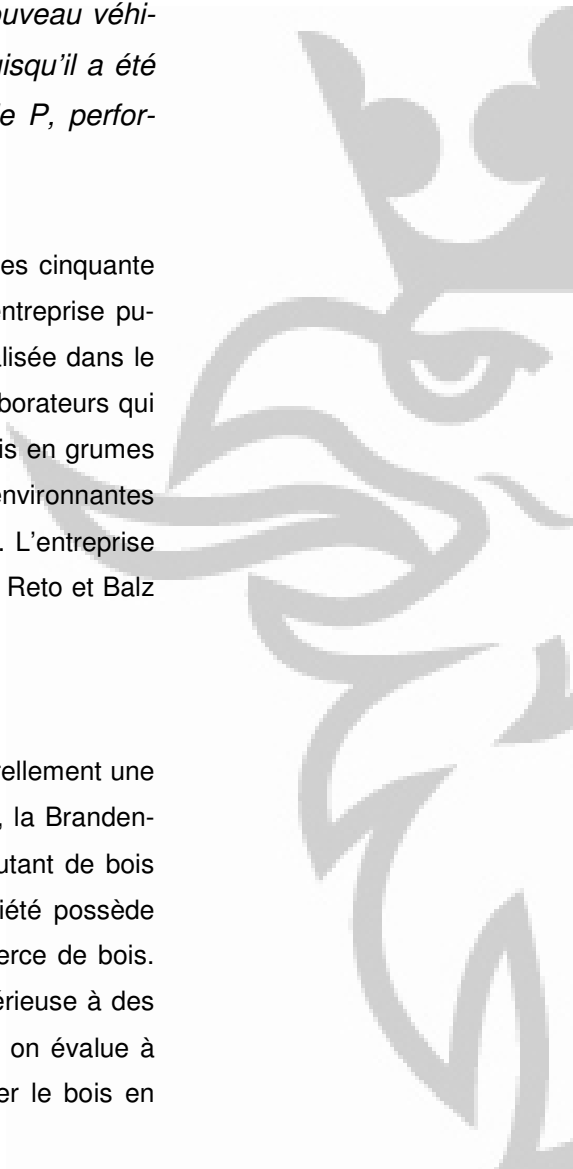 ouveau véhi-
uisqu'il a été
e P, perfor-
es cinquante
entreprise pu-
alisée dans le
borateurs qui
is en grumes
environnantes
. L'entreprise
Reto et Balz
rellement une
, la Branden-
utant de bois
iété possède
erce de bois.
érieuse à des
on évalue à
er le bois en